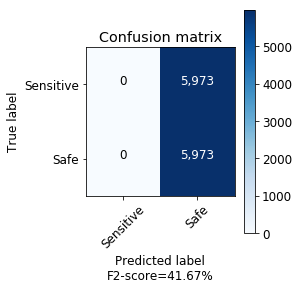 Confusion matrix
True label
Sensitive
0
5,973
Safe
0
5,973
Sensitive
Safe
Predicted label
F2-score=41.67%
5000
4000
3000
2000
1000
0